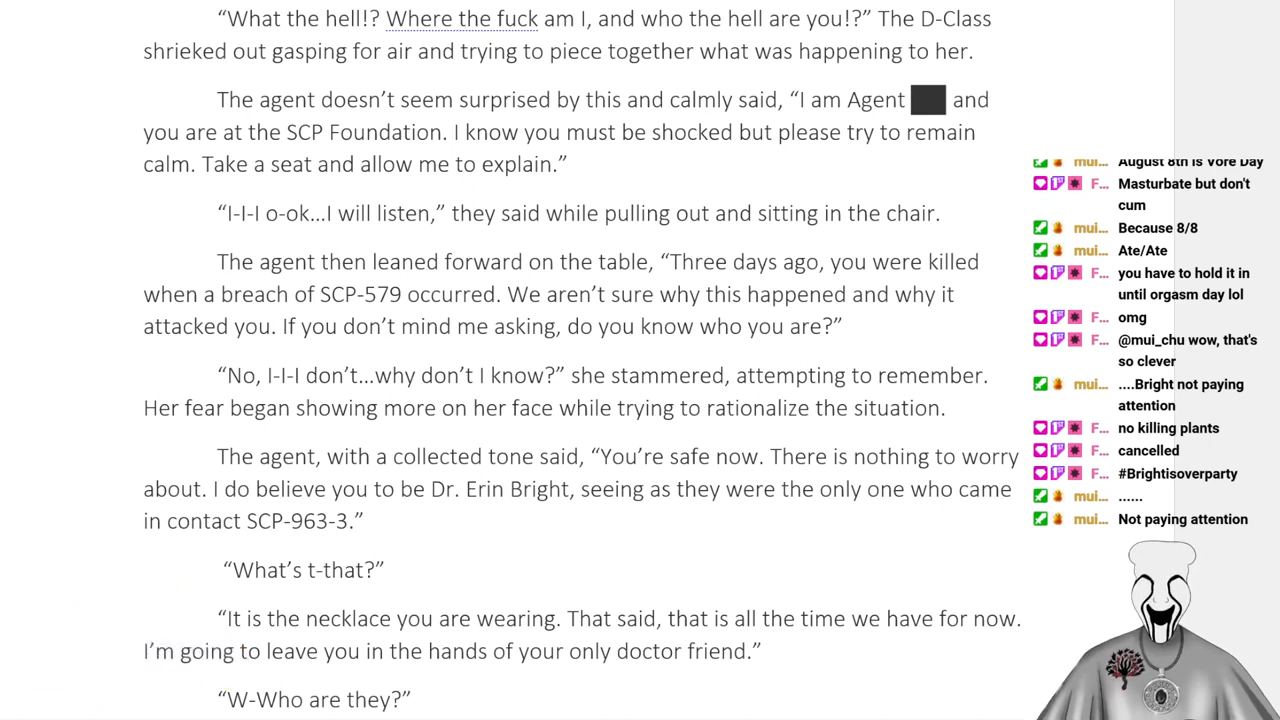 “What the hell!? Where the fuck am I, and who the hell are you!?” The D-Class
shrieked out gasping for air and trying to piece together what was happening to her.
The agent doesn’t seem surprised by this and calmly said, “I am Agent and
you are at the SCP Foundation. I know you must be shocked but please try to remain
calm. Take a seat and allow me to explain.”
“I-I-I o-ok...I will listen,” they said while pulling out and sitting in the chair.
The agent then leaned forward on the table, “Three days ago, you were killed
when a breach of SCP-579 occurred. We aren’t sure why this happened and why it
attacked you. If you don’t mind me asking, do you know who you are?”
“No, I-I-I don’t...why don’t I know?” she stammered, attempting to remember.
Her fear began showing more on her face while trying to rationalize the situation.
The agent, with a collected tone said, “You’re safe now. There is nothing to worry
about. I do believe you to be Dr. Erin Bright, seeing as they were the only one who came
in contact SCP-963-3.”
“What’s t-that?”
“It is the necklace you are wearing. That said, that is all the time we have for now.
I’m going to leave you in the hands of your only doctor friend.”
“W-Who are they?”
mui... August 8th is Vore Day
F... Masturbate but don't
cum
mui... Because 8/8
mui... Ate/Ate
F... you have to hold it in
until orgasm day lol
F... omg
F... @mui_chu wow, that's
so clever
mui... ....Bright not paying
attention
F... no killing plants
F... cancelled
F... #Brightisoverparty
mui... ......
mui... Not paying attention